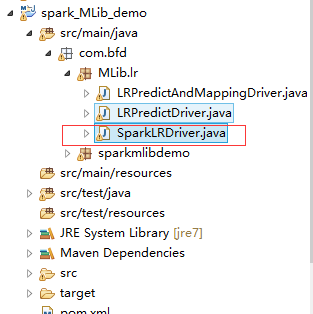 spark_MLib_demo
src/main/java
com.bfd
MLib.lr
LRPredictAndMappingDriver.java
LRPredictDriver.java
SparkLRDriver.java
sparkmlibdemo
src/main/resources
src/test/java
src/test/resources
JRE System Library [jre7]
Maven Dependencies
src
target
pom.xml